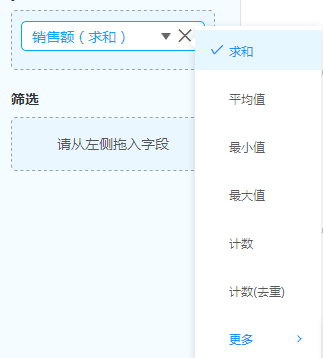 销售额（求和）
求和
筛选
平均值
请从左侧拖入字段
最小值
最大值
计数
计数(去重)
更多